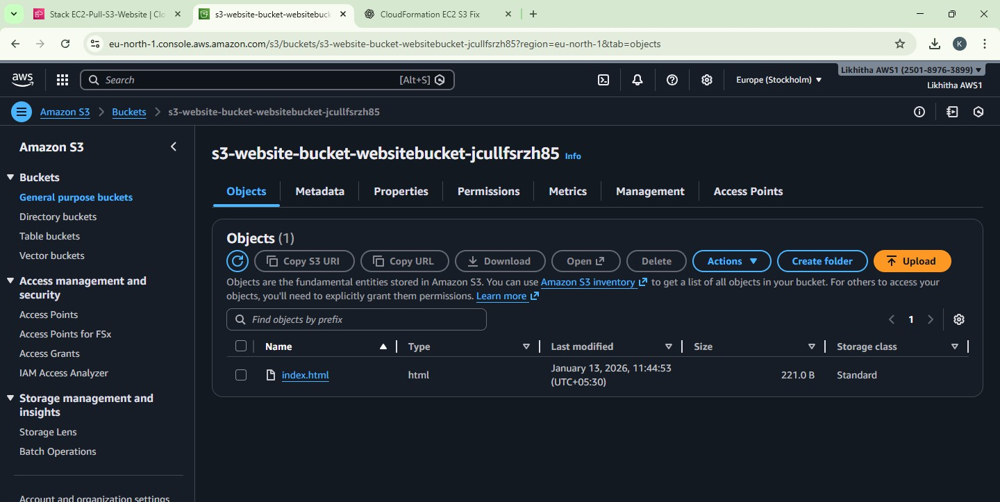 Stack EC2-Pull-S3-Website | Clo
s3-website-bucket-websitebuck
CloudFormation EC2 S3 Fix
eu-north-1.console.aws.amazon.com/s3/buckets/s3-website-bucket-websitebucket-jcullfsrzh85?region=eu-north-1&tab=objects
K
aws
Search
[Alt+S]
Europe (Stockholm)
Likhitha AWS1 (2501-8976-3899)
Likhitha AWS1
Amazon S3 > Buckets > s3-website-bucket-websitebucket-jcullfsrzh85
Amazon S3
Buckets
General purpose buckets
Directory buckets
Table buckets
Vector buckets
Access management and
security
Access Points
Access Points for FSx
Access Grants
IAM Access Analyzer
Storage management and
insights
Storage Lens
Batch Operations
Account and organization settings
s3-website-bucket-websitebucket-jcullfsrzh85 Info
Objects
Metadata
Properties
Permissions
Metrics
Management
Access Points
Objects (1)
Copy S3 URI
Copy URL
Download
Open
Delete
Actions
Create folder
Upload
Objects are the fundamental entities stored in Amazon S3. You can use Amazon S3 inventory to get a list of all objects in your bucket. For others to access your
objects, you'll need to explicitly grant them permissions. Learn more
Find objects by prefix
1
Name
Type
Last modified
Size
Storage class
index.html
html
January 13, 2026, 11:44:53
(UTC+05:30)
221.0 B
Standard